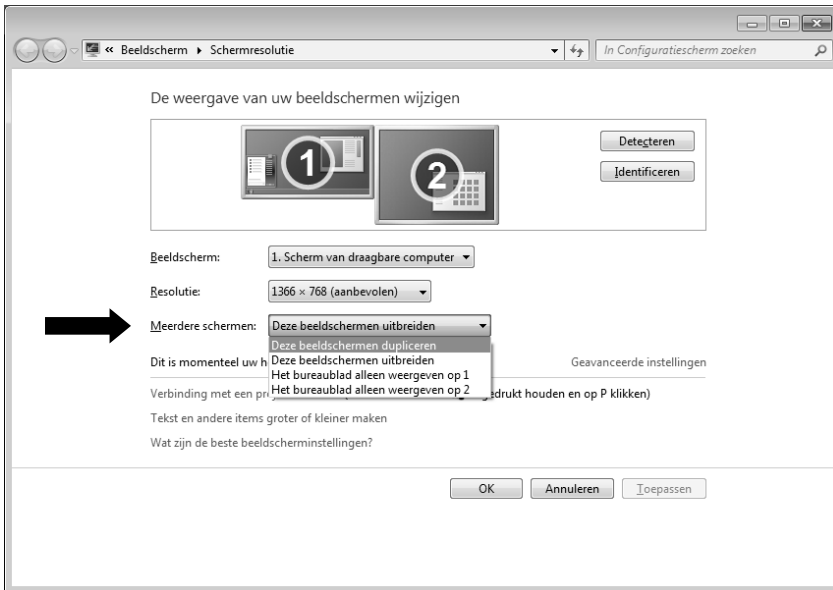 « Beeldscherm Schermresolutie In Configuratiescherm zoeken
De weergave van uw beeldschermen wijzigen
1 2
Detecteren
Identificeren
Beeldscherm: 1. Scherm van draagbare computer
Resolutie: 1366 × 768 (aanbevolen)
Meerdere schermen: Deze beeldschermen uitbreiden
Deze beeldschermen dupliceren
Deze beeldschermen uitbreiden
Het bureaublad alleen weergeven op 1
Het bureaublad alleen weergeven op 2
Dit is momenteel uw Geavanceerde instellingen
Verbinding met een houden en op P klikken)
Tekst en andere items groter of kleiner maken
Wat zijn de beste beeldscherminstellingen?
OK Annuleren Toepassen